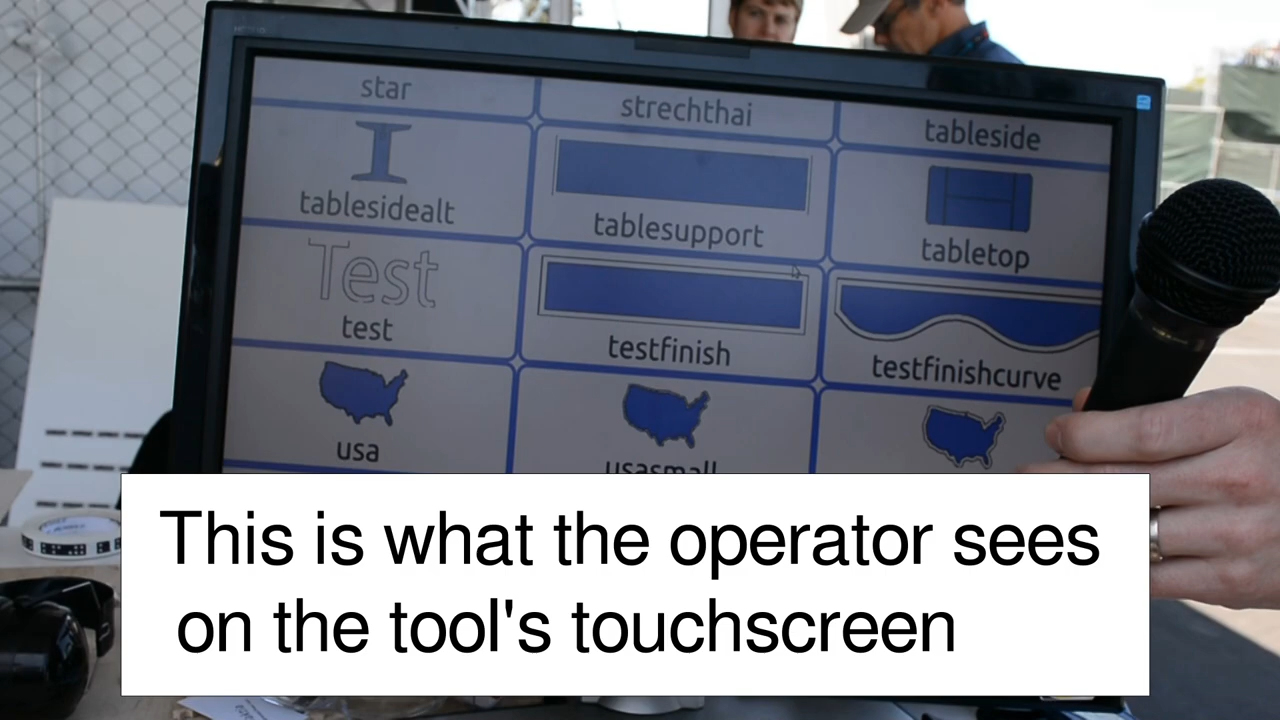 star
strechthai
tableside
tablesidealt
tablesupport
tabletop
Test
test
testfinish
testfinishcurve
usa
usasmall
This is what the operator sees
on the tool's touchscreen